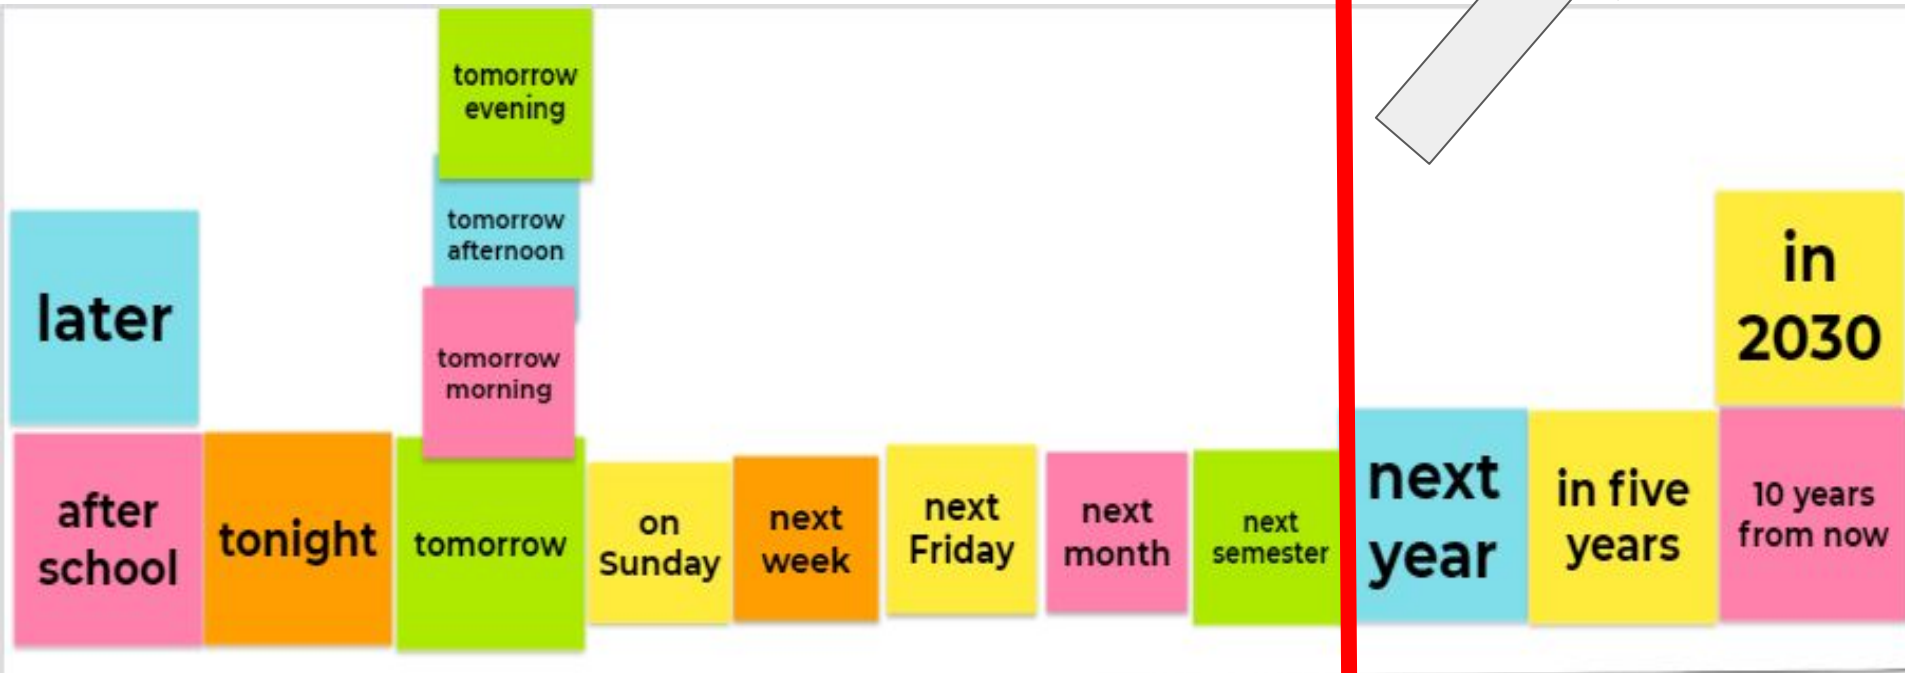 tomorrow
evening
tomorrow
afternoon
tomorrow
morning
later
in
2030
after
school
tonight
tomorrow
on
Sunday
next
week
next
Friday
next
month
next
semester
next
year
in five
years
10 years
from now